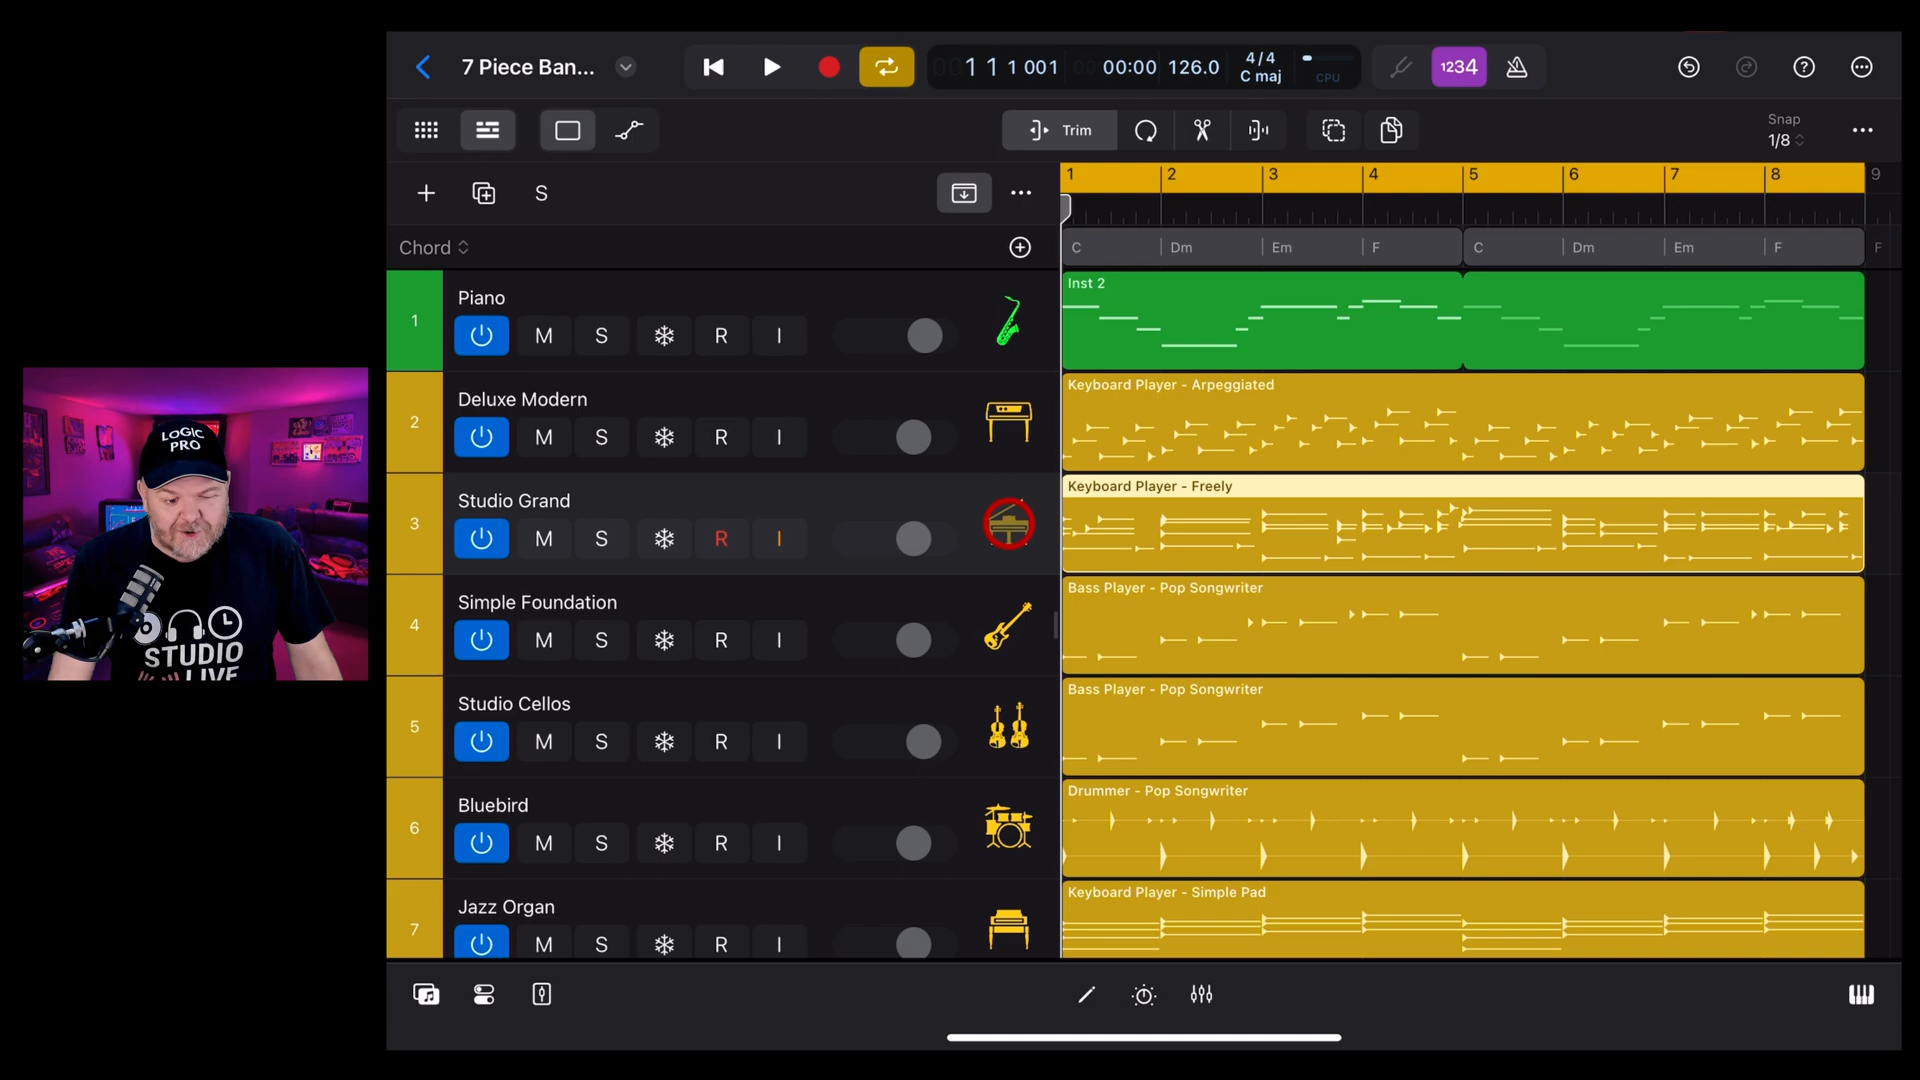 7 Piece Ban...
1 1 1 001
00:00
126.0
4/4
C maj
CPU
1234
?
Trim
Snap
1/8
S
Chord
1
2
3
4
5
6
7
8
9
C
Dm
Em
F
C
Dm
Em
F
F
1
Piano
M
S
R
I
Inst 2
2
Deluxe Modern
M
S
R
I
Keyboard Player - Arpeggiated
3
Studio Grand
M
S
R
I
Keyboard Player - Freely
4
Simple Foundation
M
S
R
I
Bass Player - Pop Songwriter
5
Studio Cellos
M
S
R
I
Bass Player - Pop Songwriter
6
Bluebird
M
S
R
I
Drummer - Pop Songwriter
7
Jazz Organ
M
S
R
I
Keyboard Player - Simple Pad
LOGIC
PRO
STUDIO
LIVE